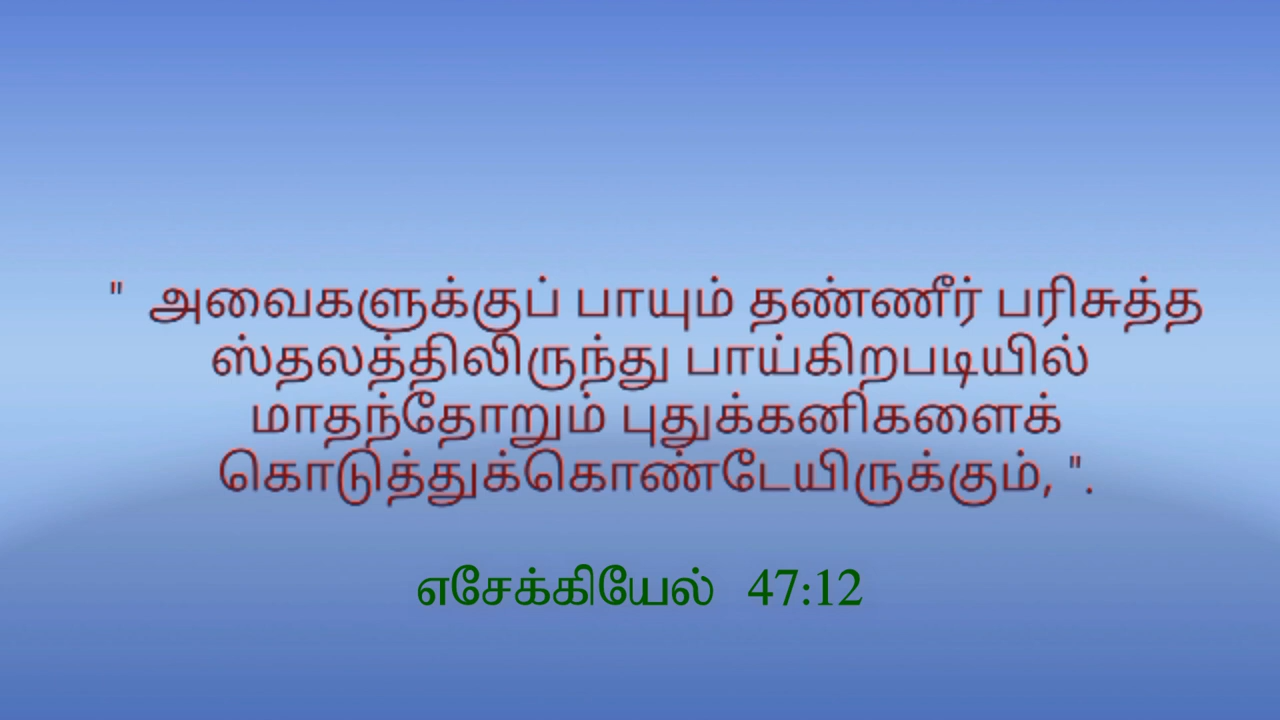 " அவைகளுக்குப் பாயும் தண்ணீர் பரிசுத்த
ஸ்தலத்திலிருந்து பாய்கிறபடியில்
மாதந்தோறும் புதுக்கனிகளைக்
கொடுத்துக்கொண்டேயிருக்கும், ".
எசேக்கியேல் 47:12